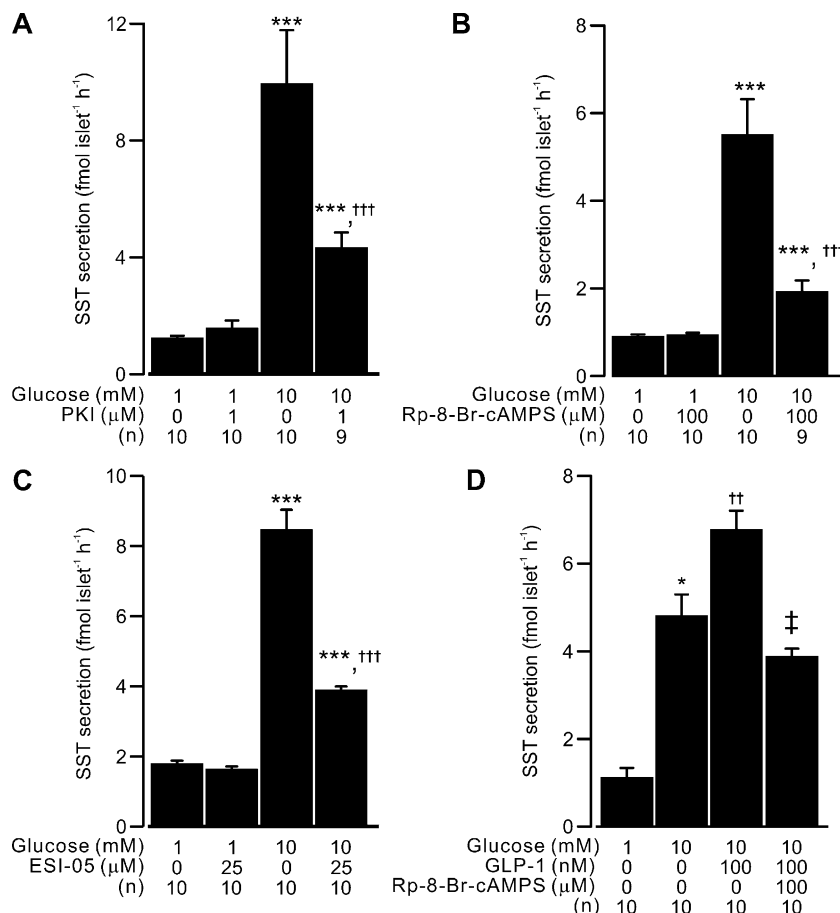 A
SST secretion (fmol islet⁻¹ h⁻¹)
12
8
4
0
***
***, †††
Glucose (mM) 1 1 10 10
PKI (μM) 0 1 0 1
(n) 10 10 10 9
B
SST secretion (fmol islet⁻¹ h⁻¹)
8
6
4
2
0
***
***, †††
Glucose (mM) 1 1 10 10
Rp-8-Br-cAMPS (μM) 0 100 0 100
(n) 10 10 10 9
C
SST secretion (fmol islet⁻¹ h⁻¹)
10
8
6
4
2
0
***
***, †††
Glucose (mM) 1 1 10 10
ESI-05 (μM) 0 25 0 25
(n) 10 10 10 10
D
SST secretion (fmol islet⁻¹ h⁻¹)
8
6
4
2
0
*
††
‡
Glucose (mM) 1 10 10 10
GLP-1 (nM) 0 0 100 100
Rp-8-Br-cAMPS (μM) 0 0 0 100
(n) 10 10 10 10